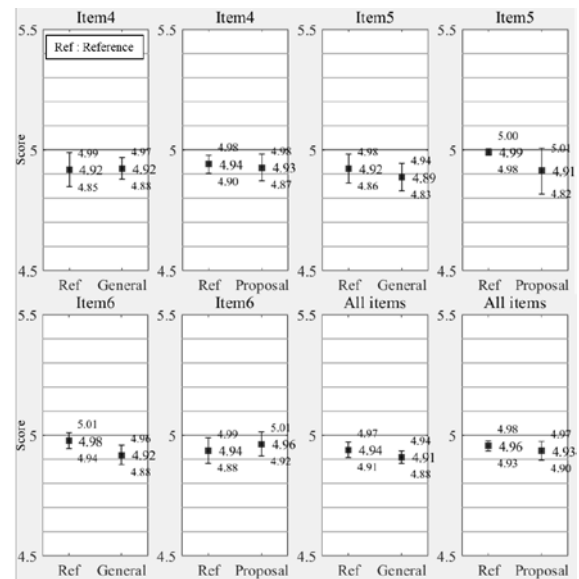 Item4 Item4 Item5 Item5
5.5 5.5 5.5 5.5
Ref : Reference
Score
5 5 5 5
4.99 4.97 4.98 4.98 4.98 4.94 5.00 5.01
4.92 4.92 4.94 4.93 4.92 4.89 4.99 4.91
4.85 4.88 4.90 4.87 4.86 4.83 4.98 4.82
4.5 4.5 4.5 4.5
Ref General Ref Proposal Ref General Ref Proposal
Item6 Item6 All items All items
5.5 5.5 5.5 5.5
Score
5 5 5 5
5.01 4.96 4.99 5.01 4.97 4.94 4.98 4.97
4.98 4.92 4.94 4.96 4.94 4.91 4.96 4.93
4.94 4.88 4.88 4.92 4.91 4.88 4.93 4.90
4.5 4.5 4.5 4.5
Ref General Ref Proposal Ref General Ref Proposal